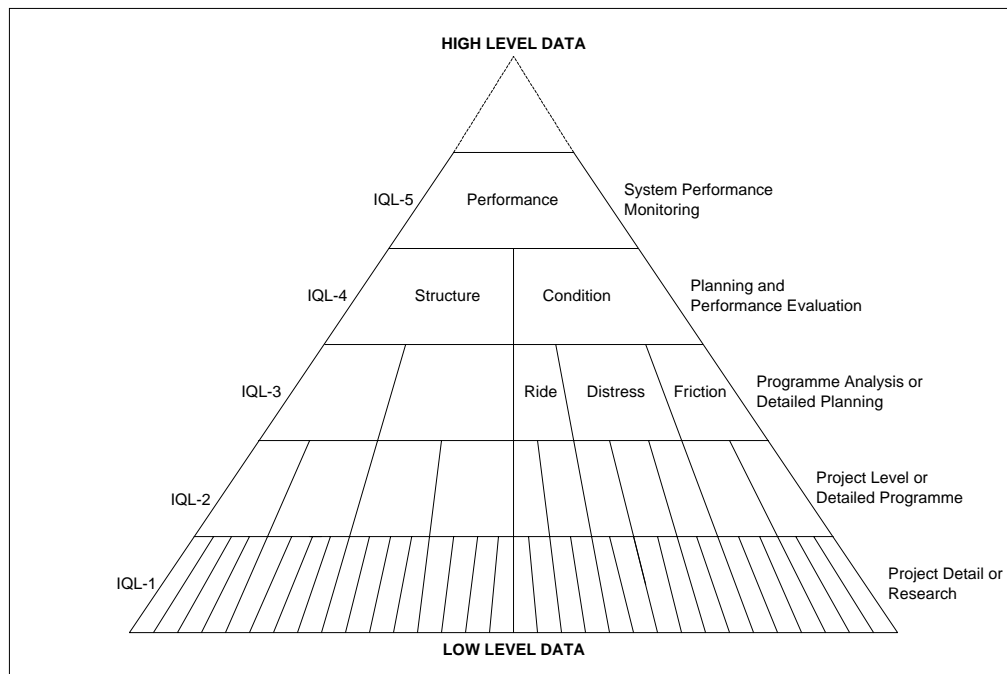 HIGH LEVEL DATA
IQL-5
Performance
System Performance
Monitoring
IQL-4
Structure
Condition
Planning and
Performance Evaluation
IQL-3
Ride
Distress
Friction
Programme Analysis or
Detailed Planning
IQL-2
Project Level or
Detailed Programme
IQL-1
Project Detail or
Research
LOW LEVEL DATA